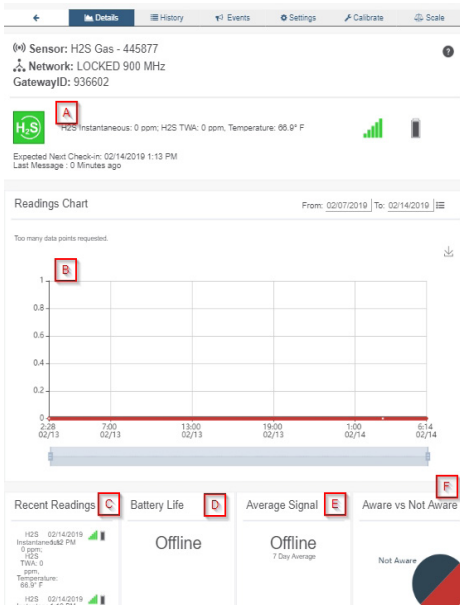 Details History Events Settings Calibrate Scale
Sensor: H2S Gas - 445877
Network: LOCKED 900 MHz
GatewayID: 936602
A
H2S
H2S Instantaneous: 0 ppm; H2S TWA: 0 ppm, Temperature: 66.9° F
Expected Next Check-in: 02/14/2019 1:13 PM
Last Message : 0 Minutes ago
Readings Chart From: 02/07/2019 To: 02/14/2019
Too many data points requested.
B
1
0.8
0.6
0.4
0.2
0
2:28 7:00 13:00 19:00 1:00 6:14
02/13 02/13 02/13 02/13 02/14 02/14
F
Recent Readings C Battery Life D Average Signal E Aware vs Not Aware
Offline
Offline
7 Day Average
Not Aware
H2S 02/14/2019
0 ppm;
H2S
TWA: 0
ppm,
Temperature:
66.9° F
H2S 02/14/2019